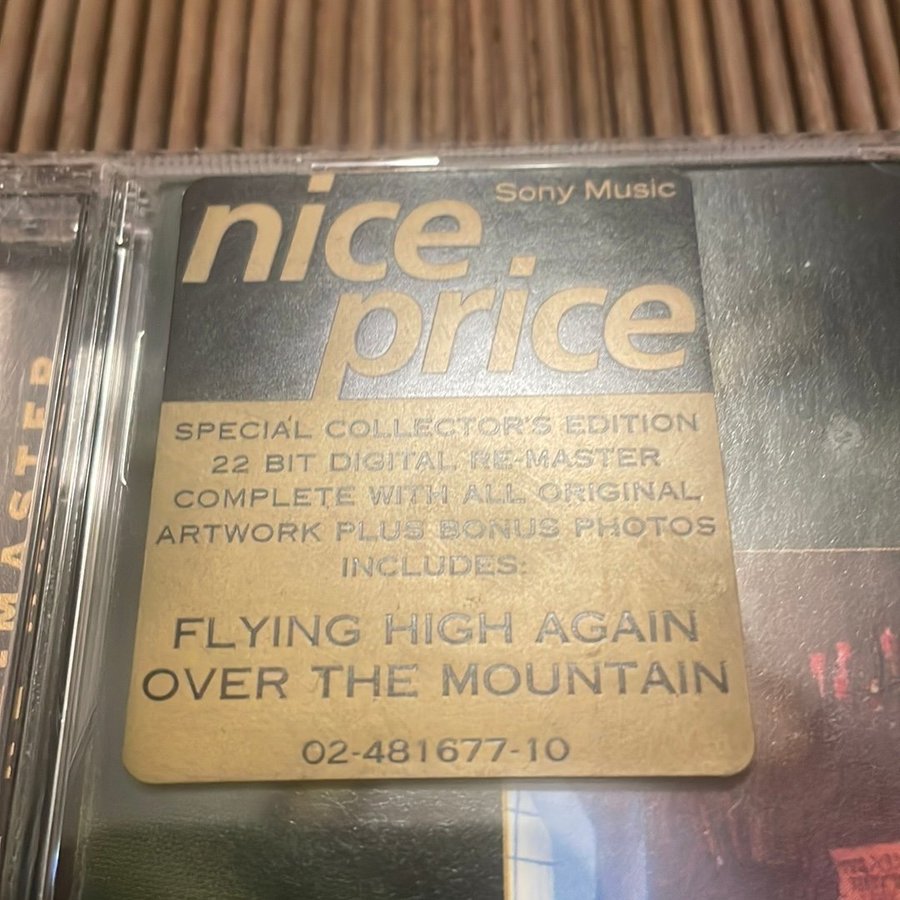 Sony Music
nice
price
SPECIAL COLLECTOR'S EDITION
22 BIT DIGITAL RE-MASTER
COMPLETE WITH ALL ORIGINAL
ARTWORK PLUS BONUS PHOTOS
INCLUDES:
FLYING HIGH AGAIN
OVER THE MOUNTAIN
02-481677-10